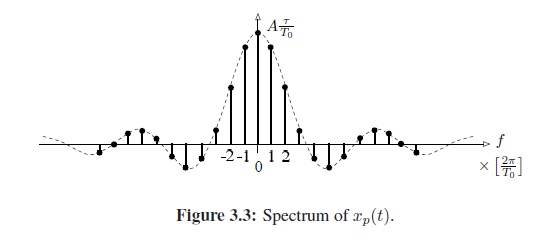 A τ/T₀
f
-2 -1 0 1 2
× [2π/T₀]
Figure 3.3: Spectrum of xₚ(t).